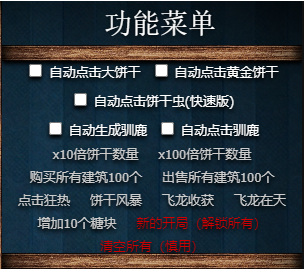 功能菜单
自动点击大饼干 自动点击黄金饼干
自动点击饼干虫(快速版)
自动生成驯鹿 自动点击驯鹿
x10倍饼干数量 x100倍饼干数量
购买所有建筑100个 出售所有建筑100个
点击狂热 饼干风暴 飞龙收获 飞龙在天
增加10个糖块 新的开局（解锁所有）
清空所有（慎用）